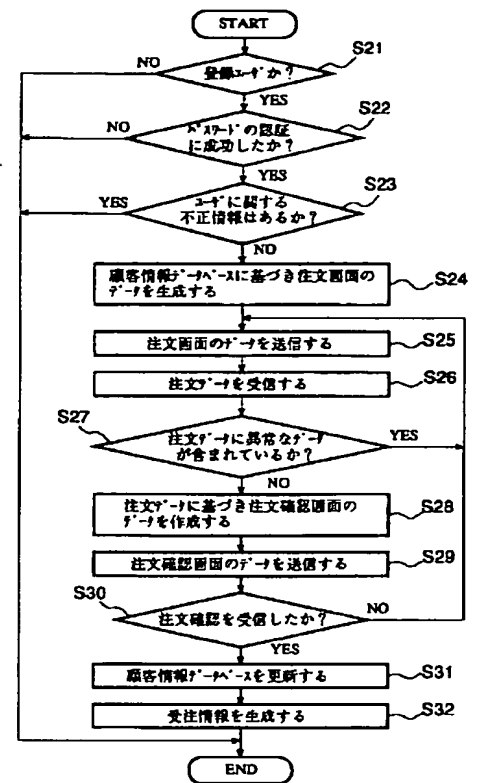 START
S21
登録ユーザか?
NO
YES
S22
パスワードの認証
に成功したか?
NO
YES
S23
ユーザに関する
不正情報はあるか?
YES
NO
顧客情報データベースに基づき注文画面の
データを生成する
S24
注文画面のデータを送信する
S25
注文データを受信する
S26
S27
注文データに異常なデータ
が含まれているか?
YES
NO
注文データに基づき注文確認画面の
データを作成する
S28
注文確認画面のデータを送信する
S29
S30
注文確認を受信したか?
NO
YES
顧客情報データベースを更新する
S31
受注情報を生成する
S32
END